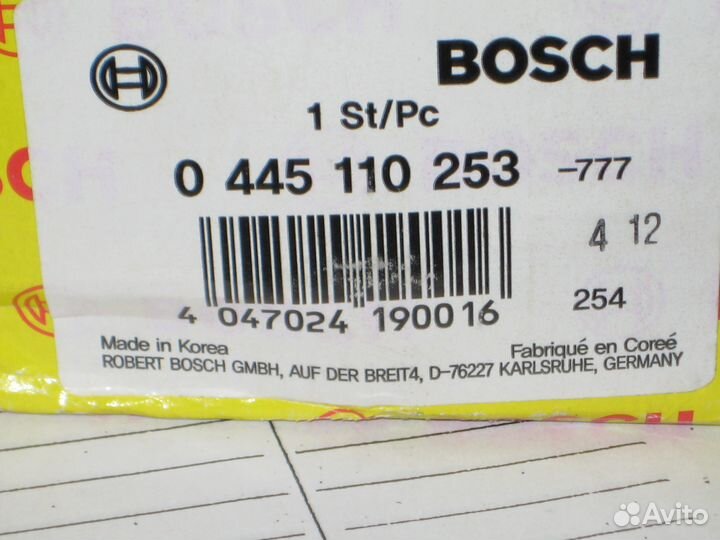 BOSCH
1 St/Pc
0 445 110 253 -777
4 12
254
4 047024 190016
Made in Korea
Fabriqué en Coreé
ROBERT BOSCH GMBH, AUF DER BREIT4, D-76227 KARLSRUHE, GERMANY
BOSCH
Avito